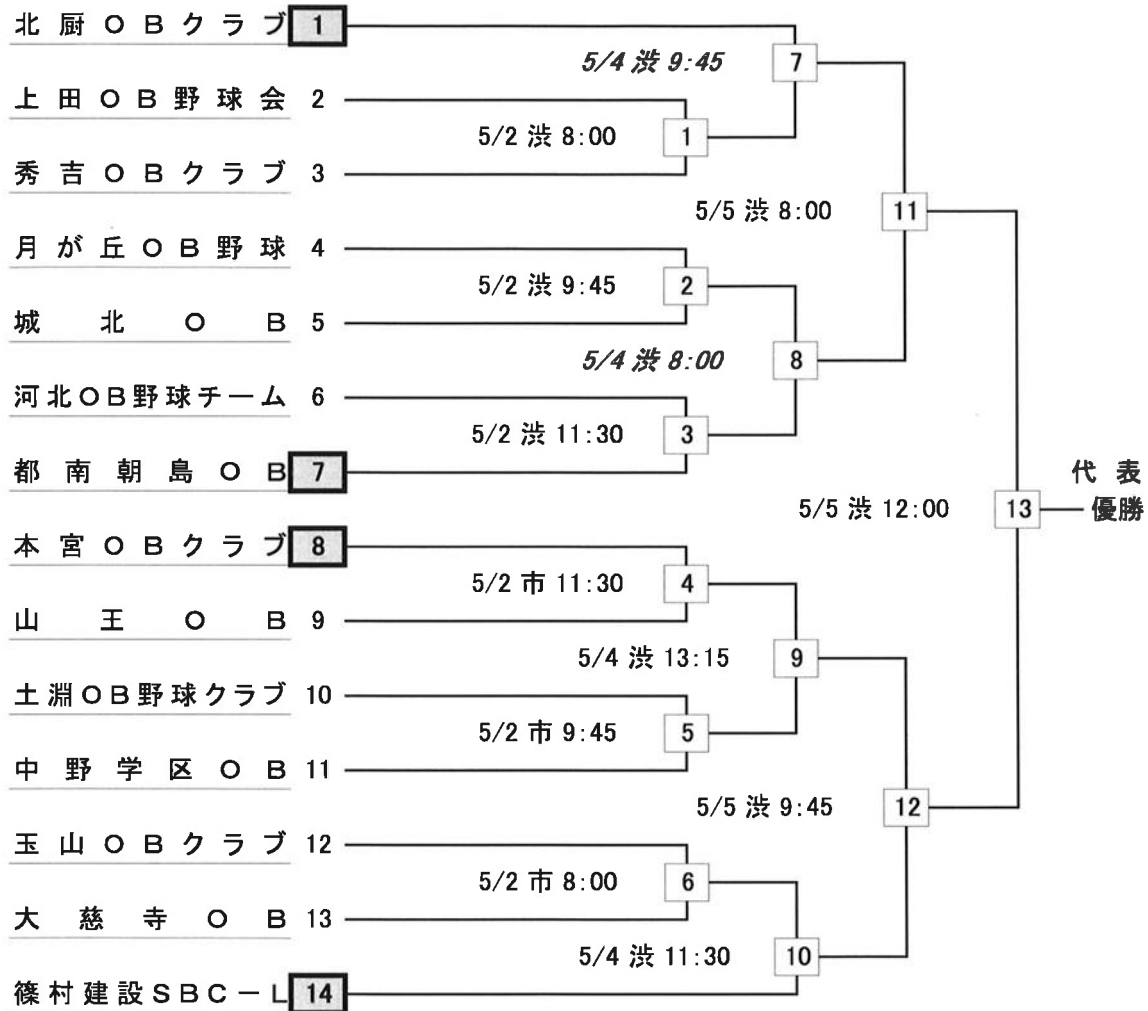 北厨OBクラブ 1
5/4 渋 9:45 7
上田OB野球会 2
5/2 渋 8:00 1
秀吉OBクラブ 3
5/5 渋 8:00 11
月が丘OB野球 4
5/2 渋 9:45 2
城北OB 5
5/4 渋 8:00 8
河北OB野球チーム 6
5/2 渋 11:30 3
都南朝島OB 7
代表
5/5 渋 12:00 13 優勝
本宮OBクラブ 8
5/2 市 11:30 4
山王OB 9
5/4 渋 13:15 9
土淵OB野球クラブ 10
5/2 市 9:45 5
中野学区OB 11
5/5 渋 9:45 12
玉山OBクラブ 12
5/2 市 8:00 6
大慈寺OB 13
5/4 渋 11:30 10
篠村建設SBC－L 14